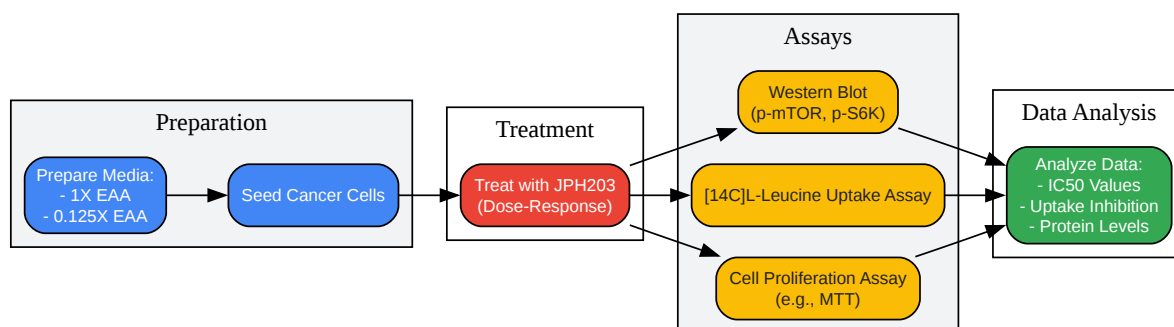 Preparation
Prepare Media:
- 1X EAA
- 0.125X EAA
Seed Cancer Cells
Treatment
Treat with JPH203
(Dose-Response)
Assays
Western Blot
(p-mTOR, p-S6K)
[14C]L-Leucine Uptake Assay
Cell Proliferation Assay
(e.g., MTT)
Data Analysis
Analyze Data:
- IC50 Values
- Uptake Inhibition
- Protein Levels